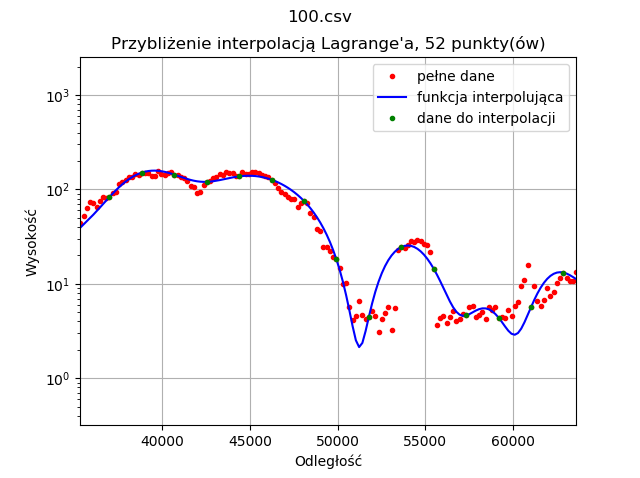 100.csv
Przybliżenie interpolacją Lagrange'a, 52 punkty(ów)
pełne dane
funkcja interpolująca
dane do interpolacji
Wysokość
10³
10²
10¹
10⁰
40000 45000 50000 55000 60000
Odległość